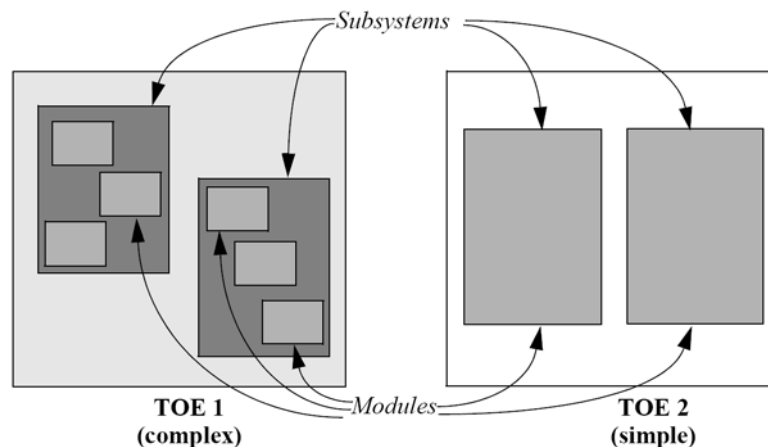 Subsystems
Modules
TOE 1
(complex)
TOE 2
(simple)